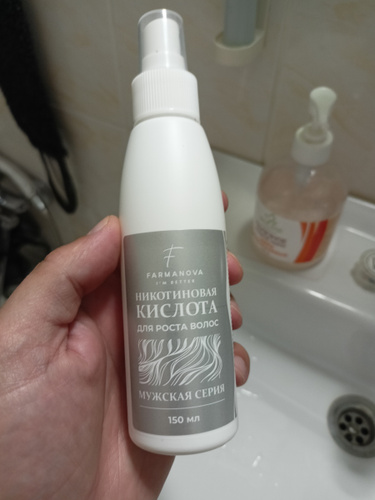 F
FARMANOVA
I'M BETTER
НИКОТИНОВАЯ
КИСЛОТА
ДЛЯ РОСТА ВОЛОС
МУЖСКАЯ СЕРИЯ
150 мл